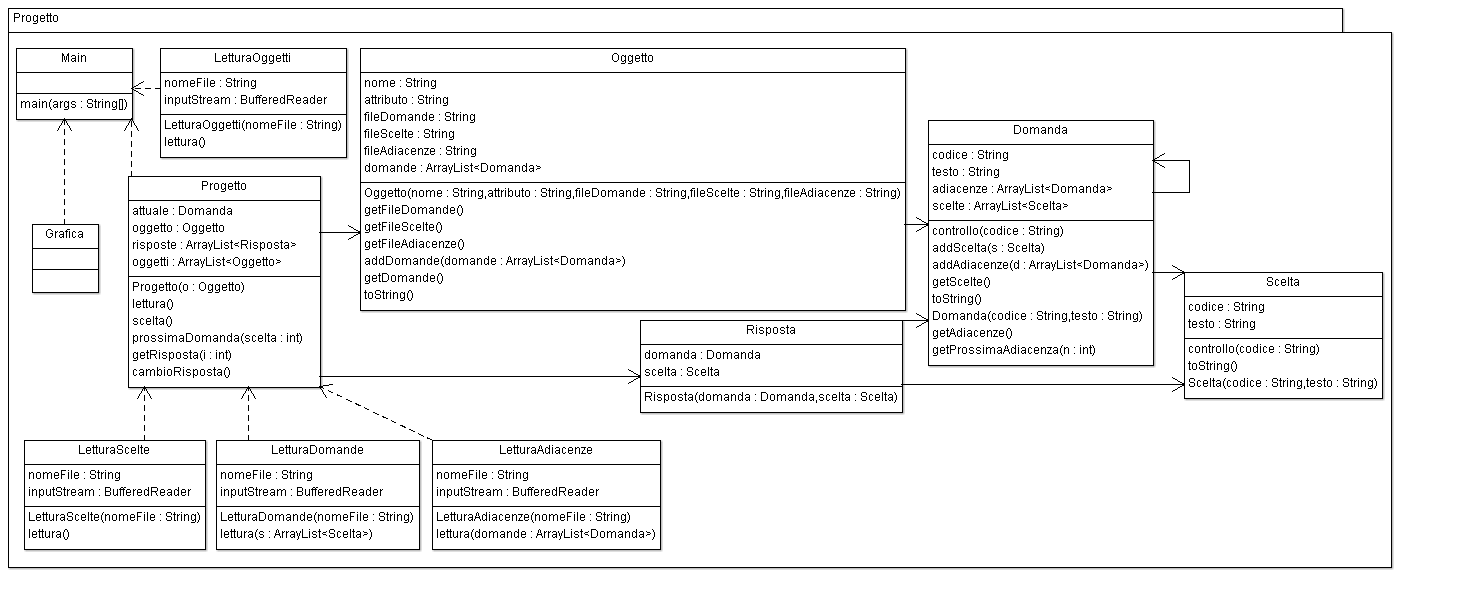 Progetto
Main
main(args : String[])
LetturaOggetti
nomeFile : String
inputStream : BufferedReader
LetturaOggetti(nomeFile : String)
lettura()
Oggetto
nome : String
attributo : String
fileDomande : String
fileScelte : String
fileAdiacenze : String
domande : ArrayList<Domanda>
Oggetto(nome : String,attributo : String,fileDomande : String,fileScelte : String,fileAdiacenze : String)
getFileDomande()
getFileScelte()
getFileAdiacenze()
addDomande(domande : ArrayList<Domanda>)
getDomande()
toString()
Domanda
codice : String
testo : String
adiacenze : ArrayList<Domanda>
scelte : ArrayList<Scelta>
controllo(codice : String)
addScelta(s : Scelta)
addAdiacenze(d : ArrayList<Domanda>)
getScelte()
toString()
Domanda(codice : String,testo : String)
getAdiacenze()
getProssimaAdiacenza(n : int)
Progetto
attuale : Domanda
oggetto : Oggetto
risposte : ArrayList<Risposta>
oggetti : ArrayList<Oggetto>
Progetto(o : Oggetto)
lettura()
scelta()
prossimaDomanda(scelta : int)
getRisposta(i : int)
cambioRisposta()
Grafica
Scelta
codice : String
testo : String
controllo(codice : String)
toString()
Scelta(codice : String,testo : String)
Risposta
domanda : Domanda
scelta : Scelta
Risposta(domanda : Domanda,scelta : Scelta)
LetturaScelte
nomeFile : String
inputStream : BufferedReader
LetturaScelte(nomeFile : String)
lettura()
LetturaDomande
nomeFile : String
inputStream : BufferedReader
LetturaDomande(nomeFile : String)
lettura(s : ArrayList<Scelta>)
LetturaAdiacenze
nomeFile : String
inputStream : BufferedReader
LetturaAdiacenze(nomeFile : String)
lettura(domande : ArrayList<Domanda>)